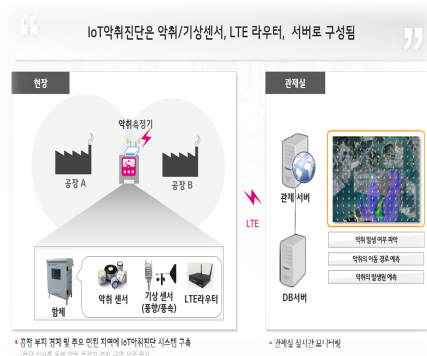 IoT악취진단은 악취/기상센서, LTE 라우터, 서버로 구성됨
현장
악취측정기
공장 A
공장 B
함체
악취 센서
기상 센서
(풍향/풍속)
LTE라우터
• 공장 부지 경계 및 주요 민원 지역에 IoT악취진단 시스템 구축
LTE
관제실
관제 서버
DB서버
악취 발생 여부 파악
악취의 이동 경로 예측
악취의 발생원 예측
• 관제실 실시간 모니터링